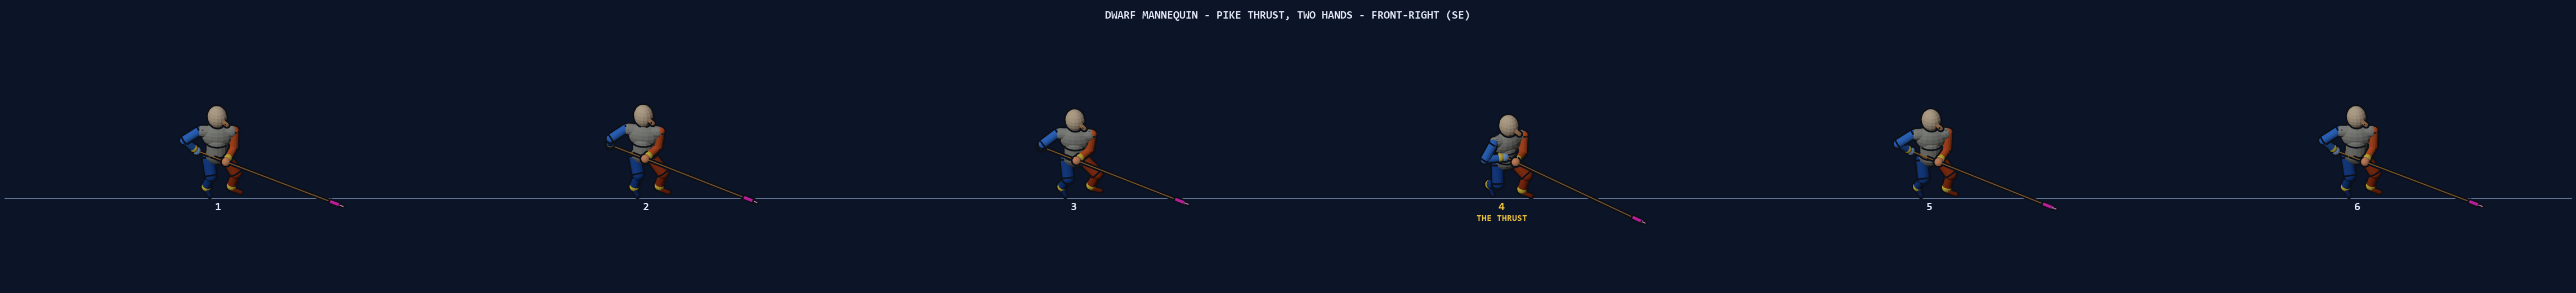 DWARF MANNEQUIN - PIKE THRUST, TWO HANDS - FRONT-RIGHT (SE)
1 2 3 4 5 6
THE THRUST